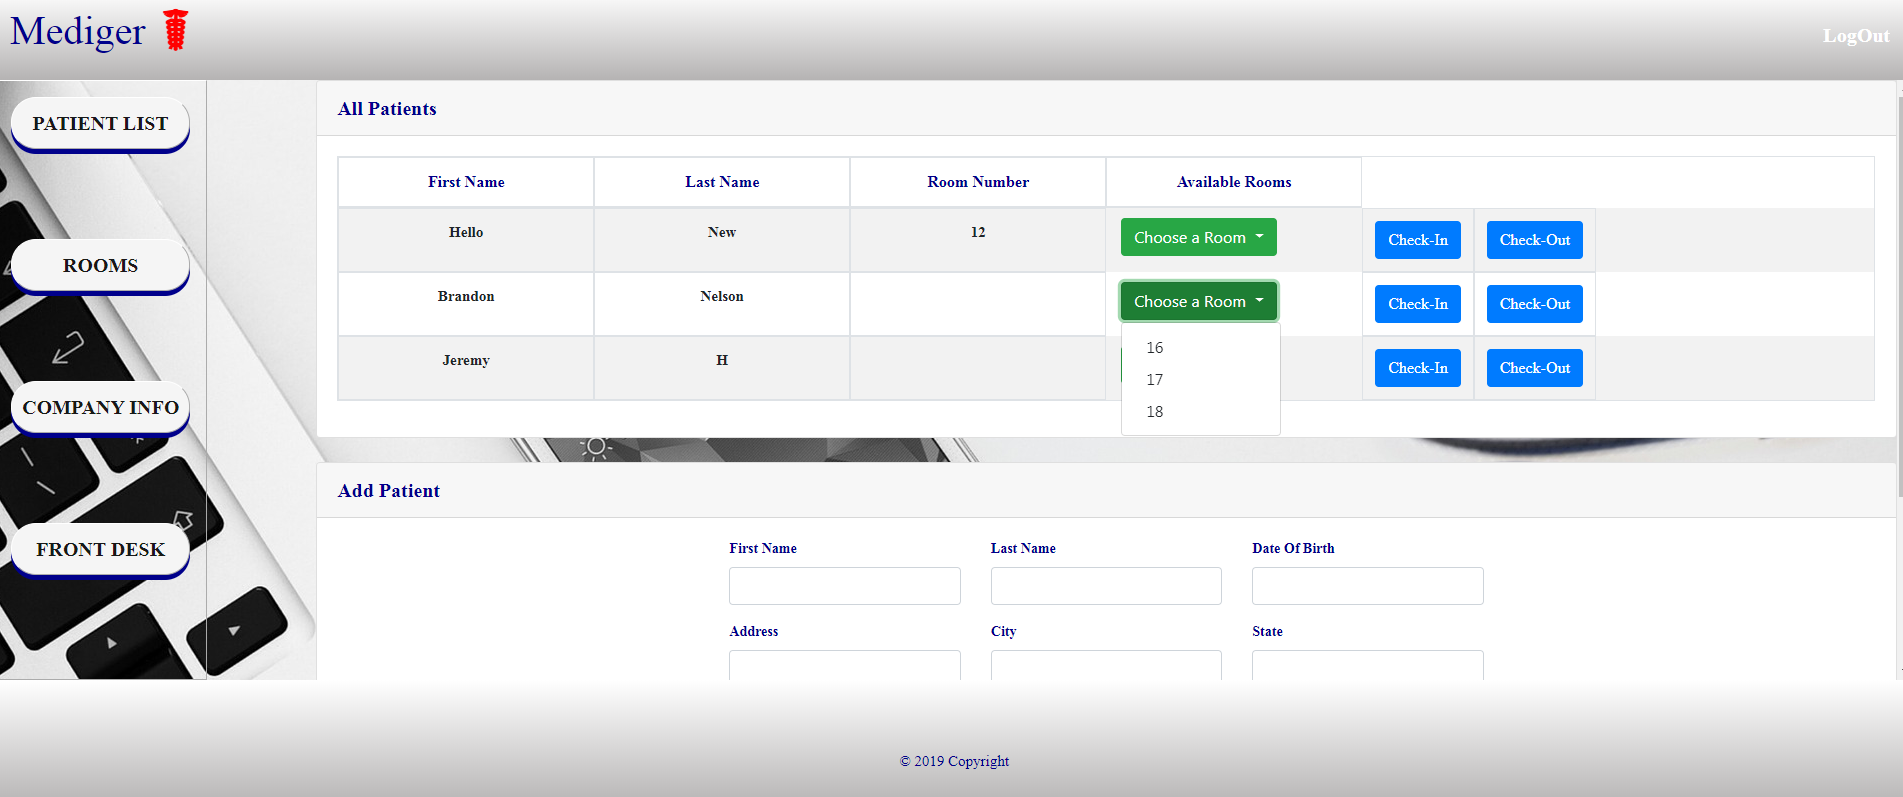 Mediger
LogOut
PATIENT LIST
ROOMS
COMPANY INFO
FRONT DESK
All Patients
First Name Last Name Room Number Available Rooms
Hello New 12 Choose a Room Check-In Check-Out
Brandon Nelson Choose a Room Check-In Check-Out
16
17
18
Jeremy H Check-In Check-Out
Add Patient
First Name Last Name Date Of Birth
Address City State
© 2019 Copyright